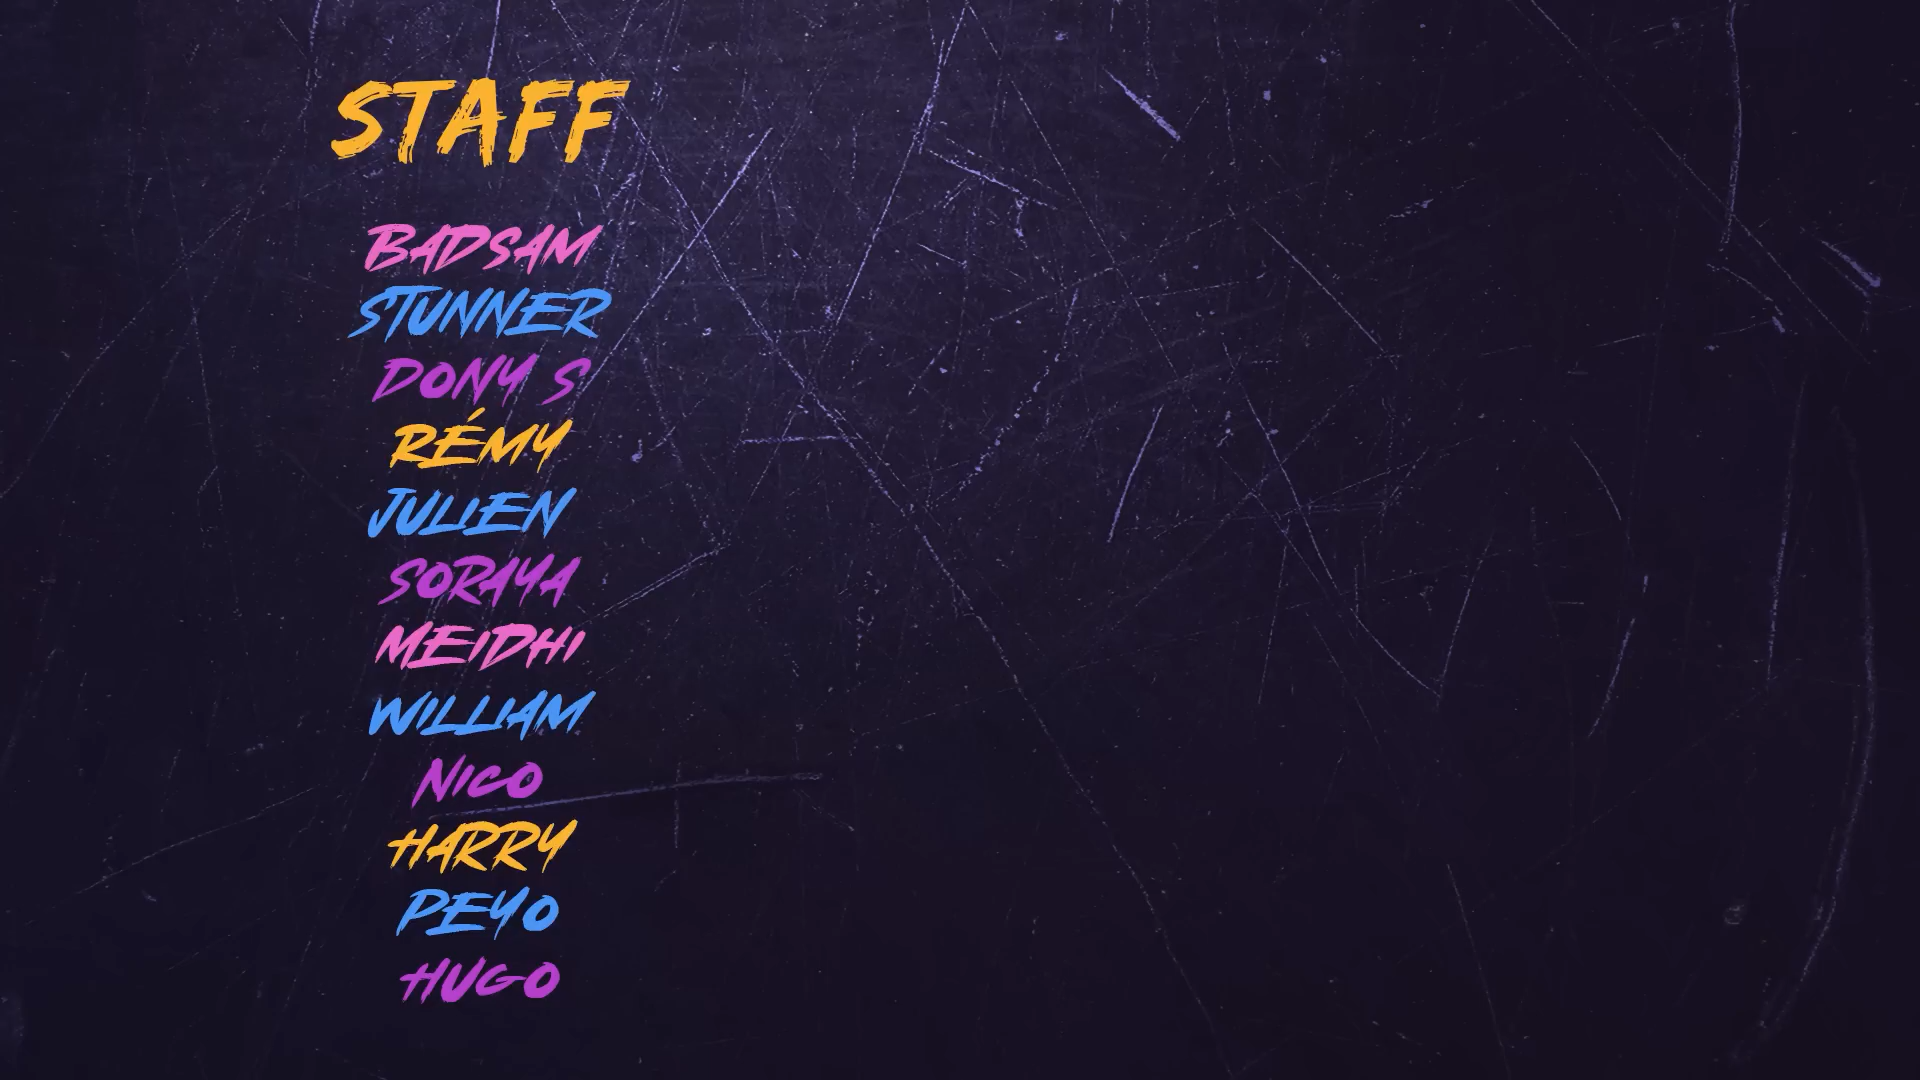 STAFF
BADSAM
STUNNER
DONY S
RÉMY
JULIEN
SORAYA
MEIDHI
WILLIAM
NICO
HARRY
PEYO
HUGO